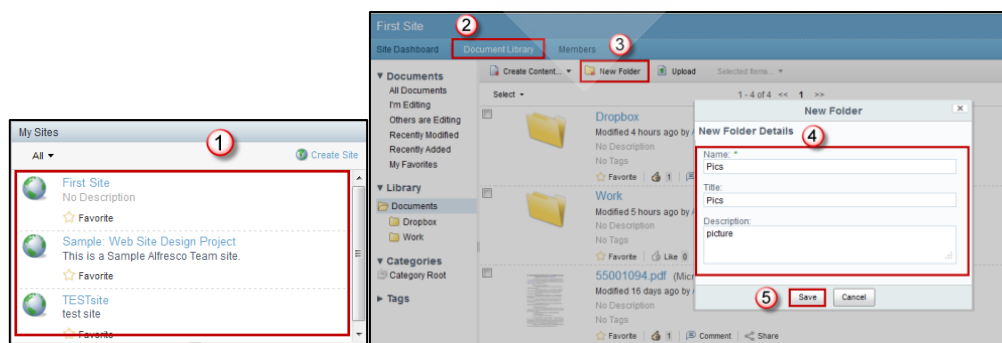 My Sites
1
All
Create Site
First Site
No Description
Favorite
Sample: Web Site Design Project
This is a Sample Alfresco Team site.
Favorite
TESTsite
test site
Favorite
First Site
2
Site Dashboard Document Library Members
3
Create Content... New Folder Upload Selected Items...
Documents
All Documents
I'm Editing
Others are Editing
Recently Modified
Recently Added
My Favorites
Library
Documents
Dropbox
Work
Categories
Category Root
Tags
Select 1 - 4 of 4 << 1 >>
Dropbox
Modified 4 hours ago by
No Description
No Tags
Favorite 1
Work
Modified 5 hours ago by
No Description
No Tags
Favorite Like 0
55001094.pdf (Micr
Modified 16 days ago by
No Description
No Tags
Favorite 1 Comment Share
New Folder
New Folder Details
4
Name: *
Pics
Title:
Pics
Description:
picture
5
Save Cancel